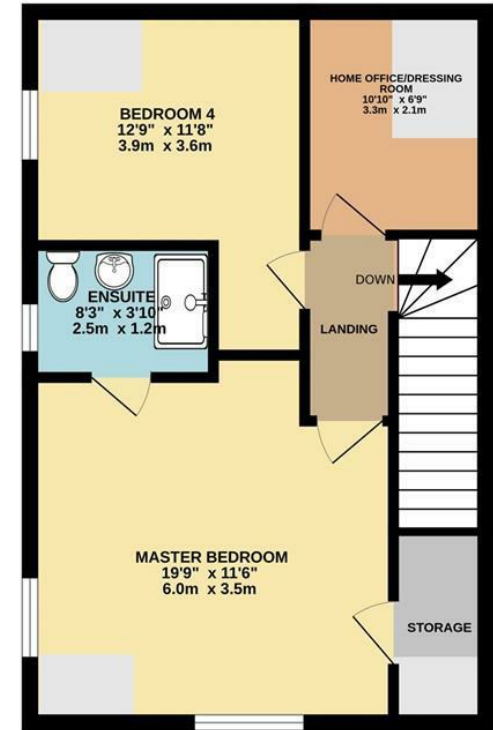 BEDROOM 4
12'9" x 11'8"
3.9m x 3.6m
HOME OFFICE/DRESSING
ROOM
10'10" x 6'9"
3.3m x 2.1m
ENSUITE
8'3" x 3'10"
2.5m x 1.2m
DOWN
LANDING
MASTER BEDROOM
19'9" x 11'6"
6.0m x 3.5m
STORAGE